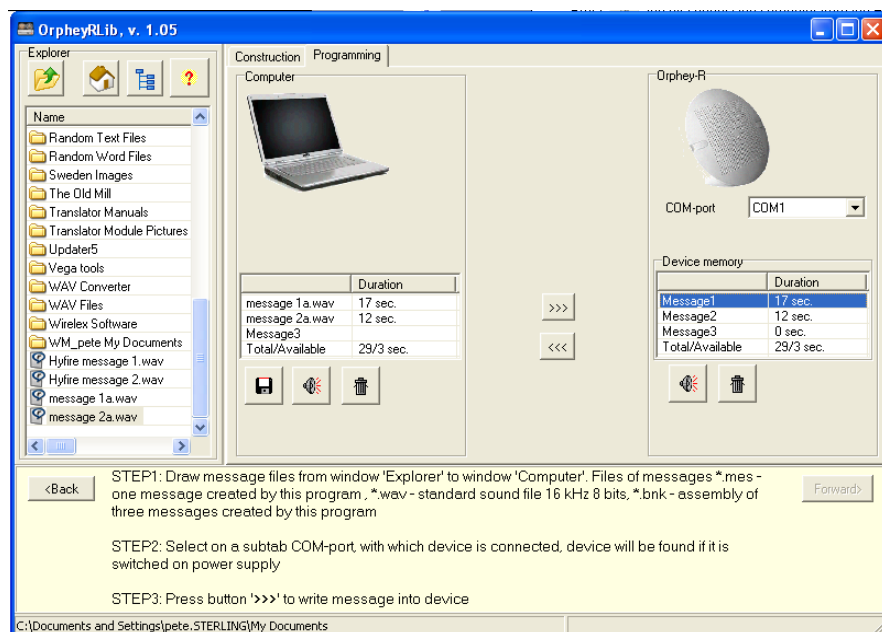 OrpheyRLib, v. 1.05
Explorer
?
Name
Random Text Files
Random Word Files
Sweden Images
The Old Mill
Translator Manuals
Translator Module Pictures
Updater5
Vega tools
WAV Converter
WAV Files
Wirelex Software
WM_pete My Documents
Hyfire message 1.wav
Hyfire message 2.wav
message 1a.wav
message 2a.wav
Construction Programming
Computer
Duration
message 1a.wav 17 sec.
message 2a.wav 12 sec.
Message3
Total/Available 29/3 sec.
>>>
<<<
Orphey-R
COM-port COM1
Device memory
Duration
Message1 17 sec.
Message2 12 sec.
Message3 0 sec.
Total/Available 29/3 sec.
<Back
STEP1: Draw message files from window 'Explorer' to window 'Computer'. Files of messages *.mes -
one message created by this program , *.wav - standard sound file 16 kHz 8 bits, *.bnk - assembly of
three messages created by this program
Forward>
STEP2: Select on a subtab COM-port, with which device is connected, device will be found if it is
switched on power supply
STEP3: Press button '>>>' to write message into device
C:\Documents and Settings\pete.STERLING\My Documents